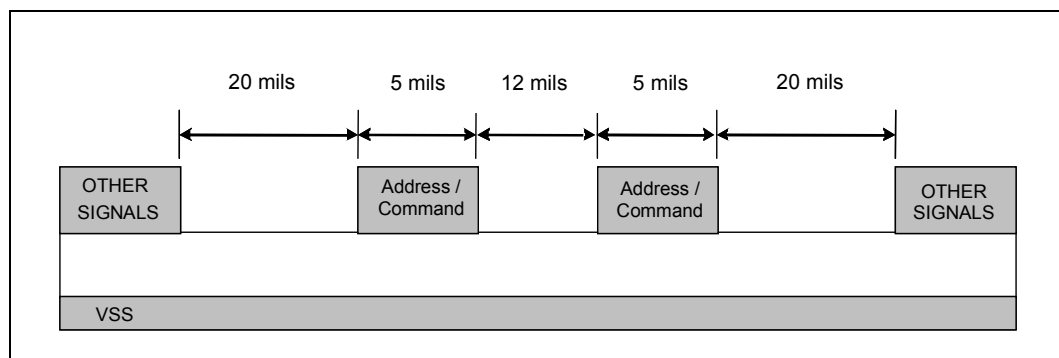 20 mils 5 mils 12 mils 5 mils 20 mils
OTHER SIGNALS
Address / Command
Address / Command
OTHER SIGNALS
VSS